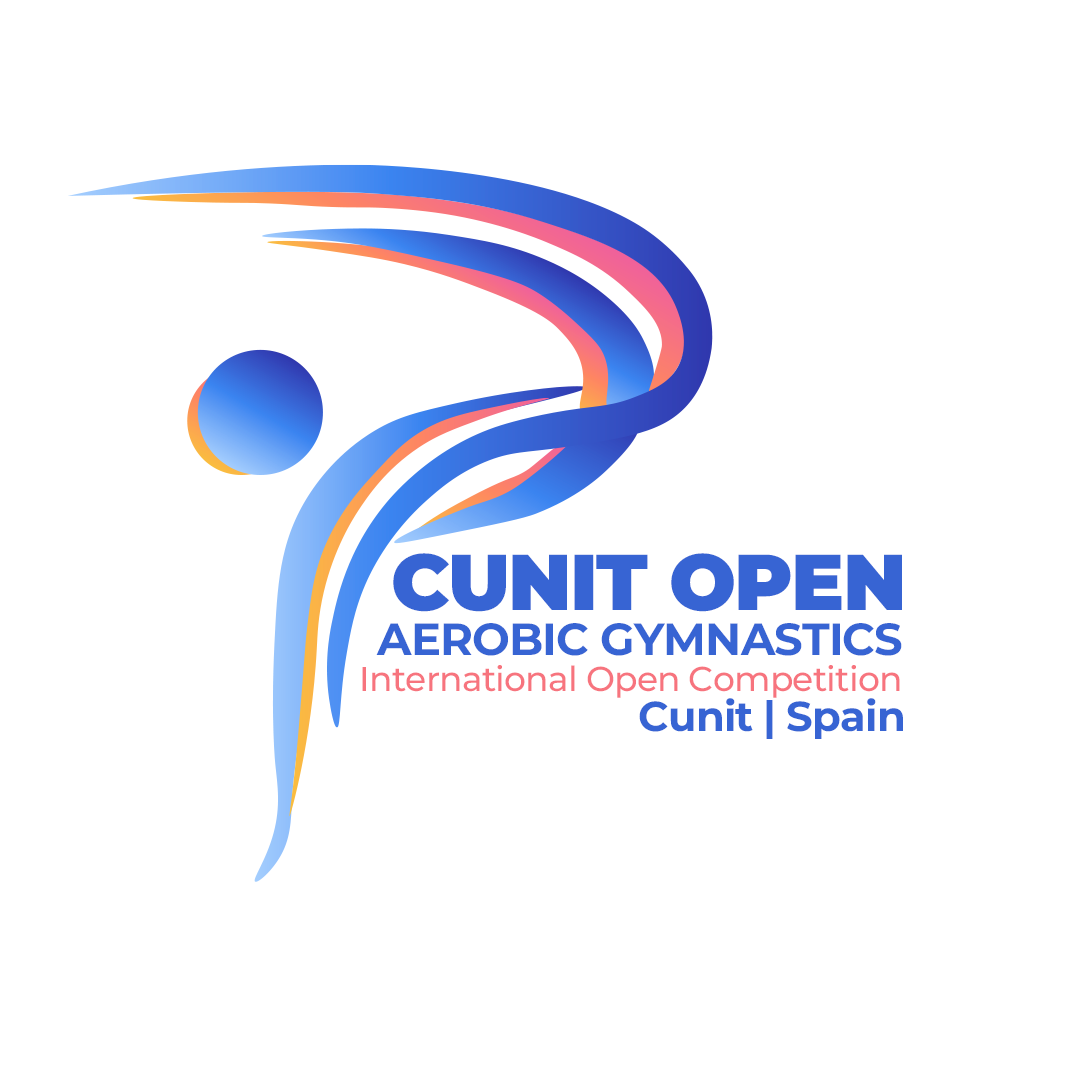 CUNIT OPEN
AEROBIC GYMNASTICS
International Open Competition
Cunit | Spain